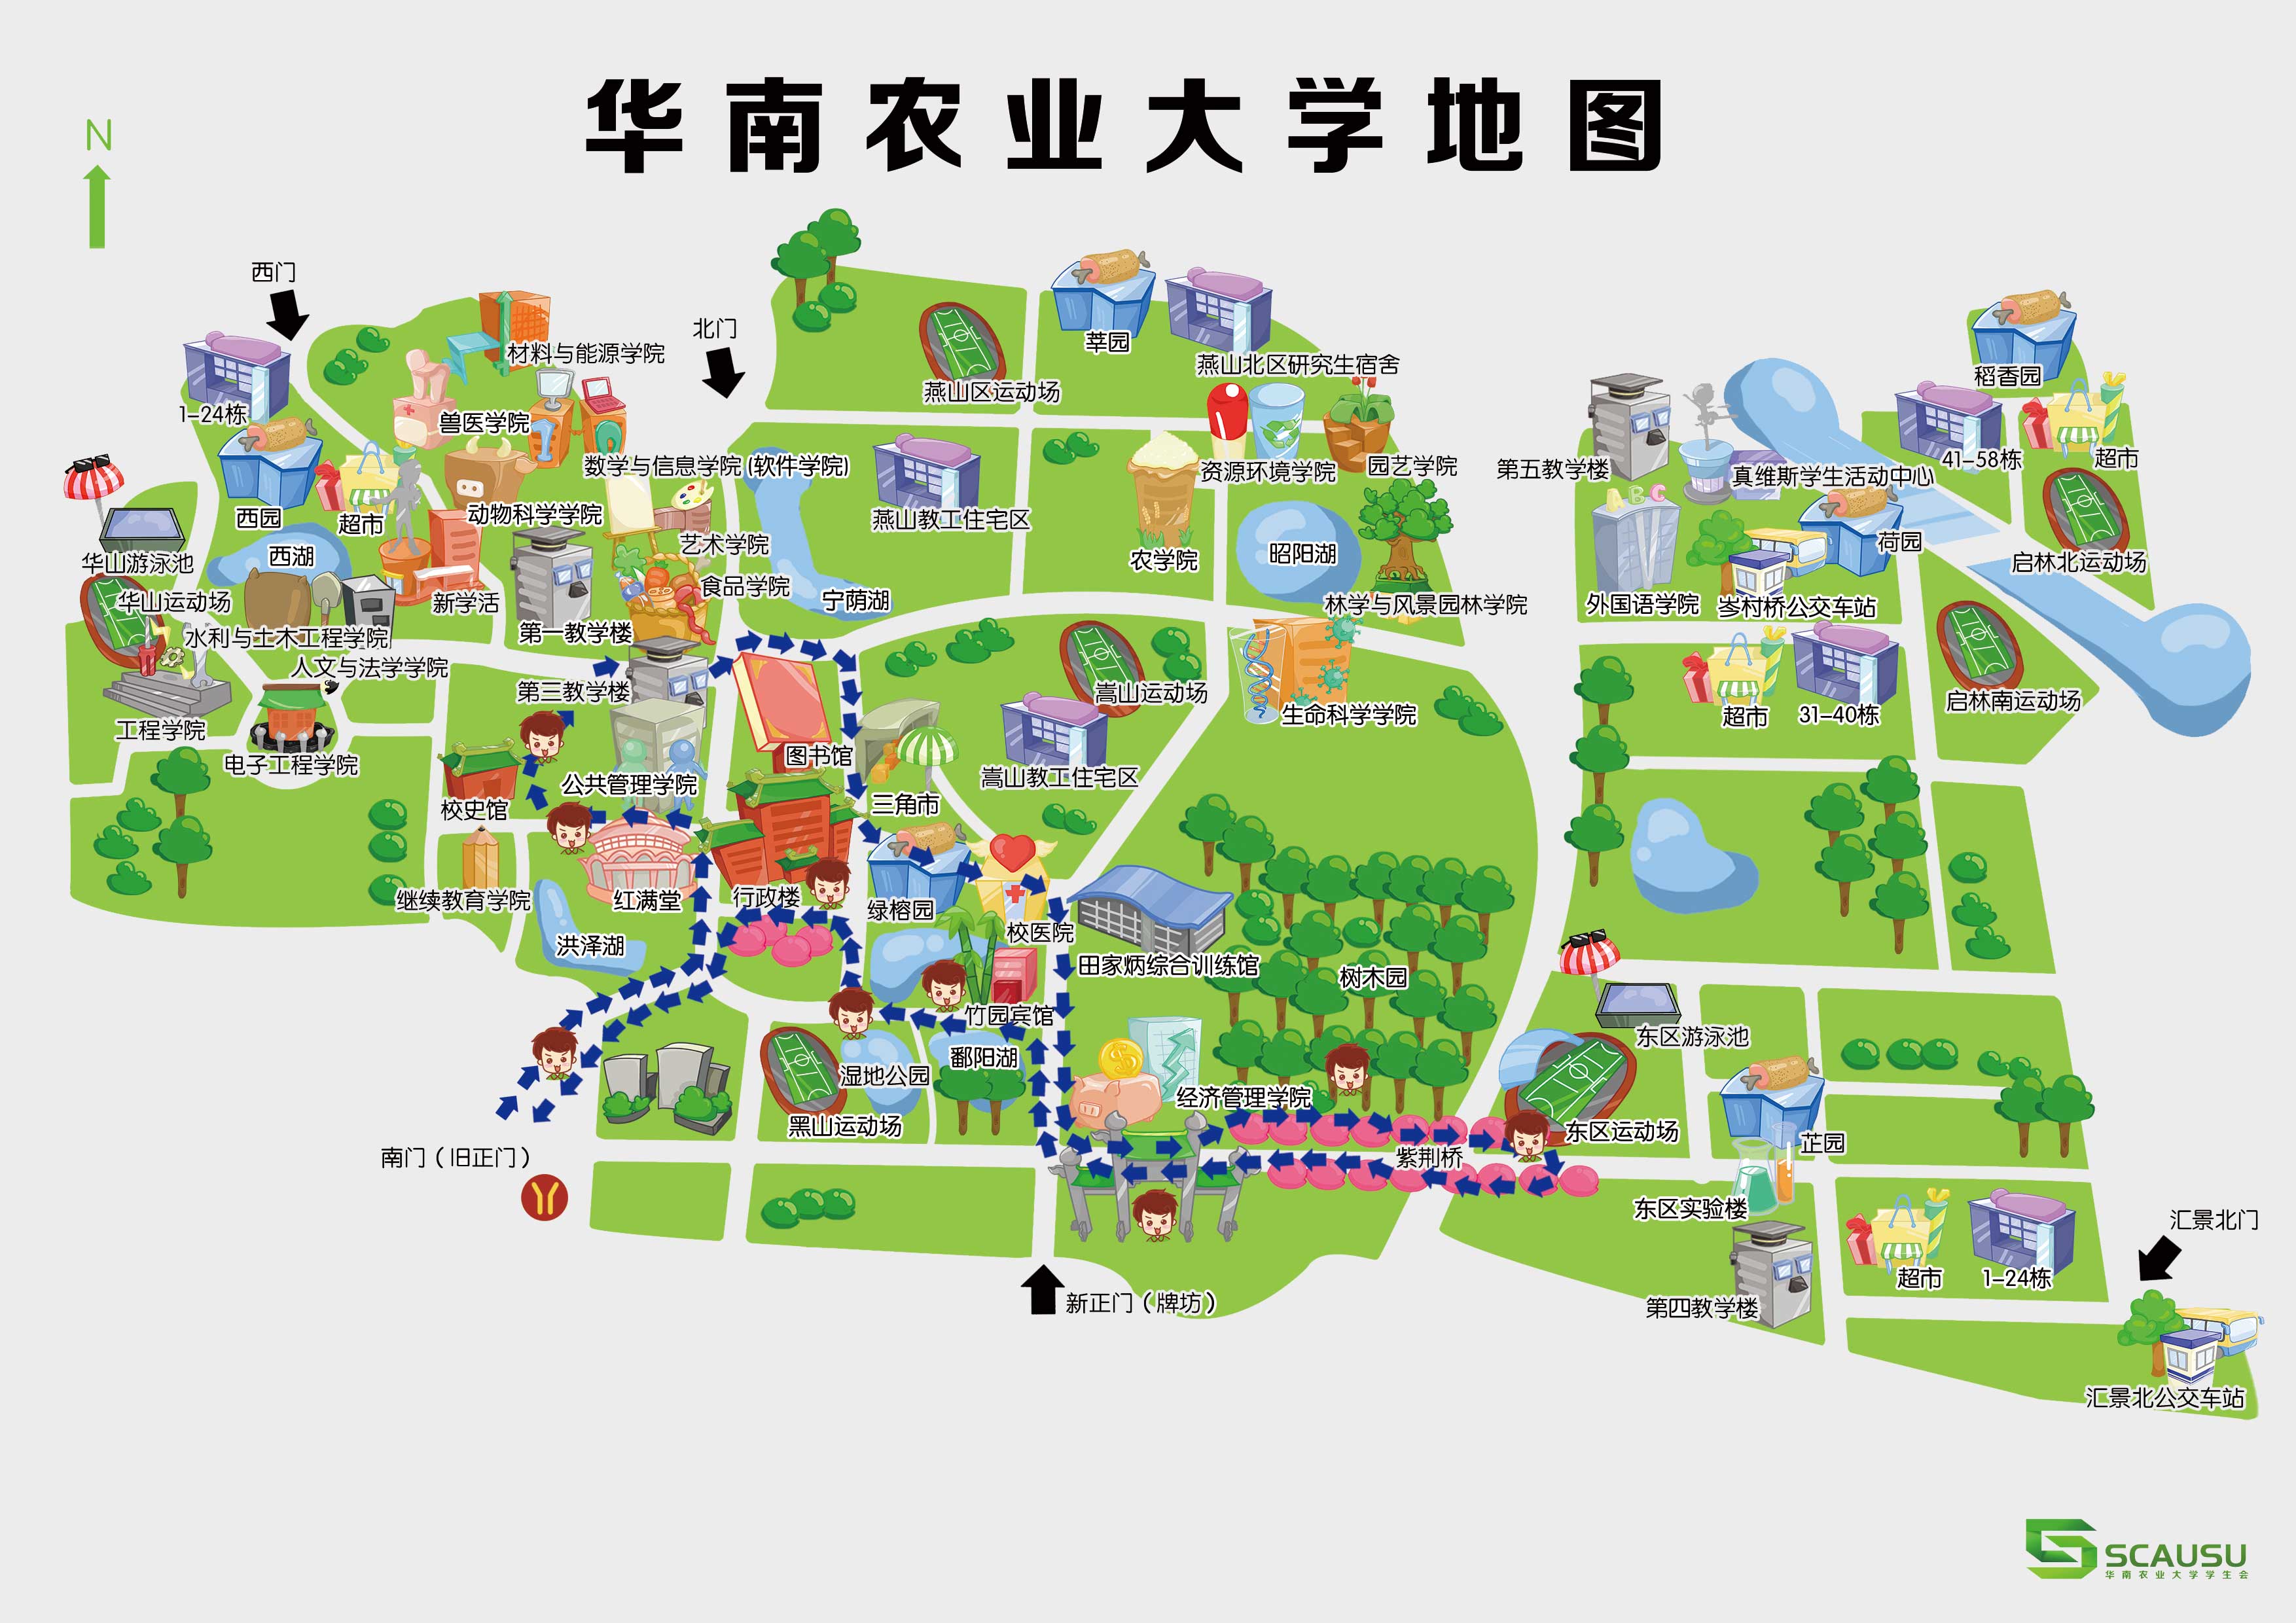 华南农业大学地图
N
西门
北门
莘园
燕山区运动场
燕山北区研究生宿舍
稻香园
材料与能源学院
1-24栋
兽医学院
数学与信息学院(软件学院)
资源环境学院
园艺学院
第五教学楼
真维斯学生活动中心
41-58栋
超市
西园
超市
动物科学学院
燕山教工住宅区
ABC
艺术学院
农学院
昭阳湖
荷园
启林北运动场
华山游泳池
西湖
食品学院
华山运动场
新学活
宁荫湖
林学与风景园林学院
外国语学院
岑村桥公交车站
水利与土木工程学院
第一教学楼
人文与法学学院
第三教学楼
嵩山运动场
生命科学学院
超市
31-40栋
启林南运动场
工程学院
电子工程学院
图书馆
公共管理学院
嵩山教工住宅区
校史馆
三角市
继续教育学院
红满堂
行政楼
绿榕园
校医院
洪泽湖
田家炳综合训练馆
树木园
竹园宾馆
东区游泳池
鄱阳湖
湿地公园
经济管理学院
黑山运动场
东区运动场
芷园
南门（旧正门）
紫荆桥
东区实验楼
汇景北门
超市
1-24栋
新正门（牌坊）
第四教学楼
汇景北公交车站
SCAUSU
华南农业大学学生会